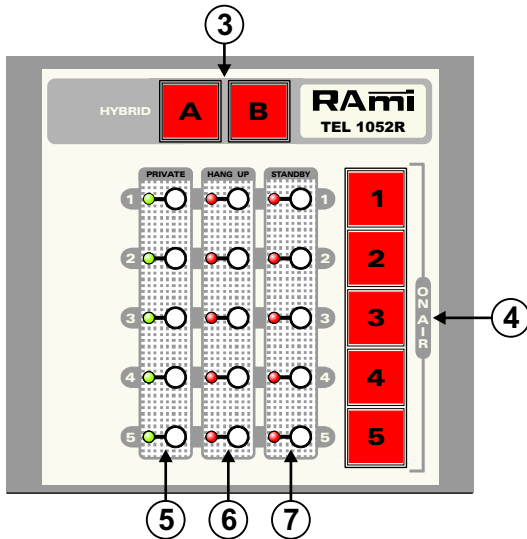 3
HYBRID A B RAmi
TEL 1052R
PRIVATE HANG UP STANDBY
1 1 1
2 2 2
3 3 3
ON AIR 4
4 4 4
5 5 5
5 6 7